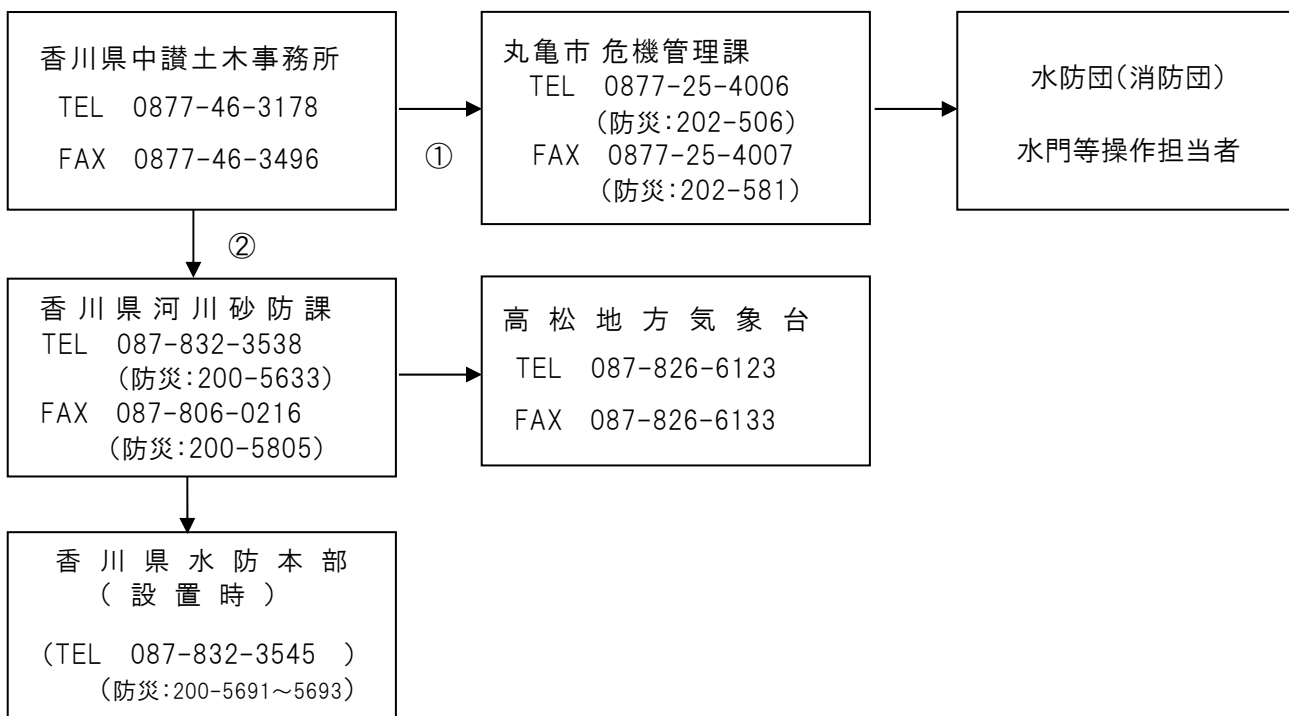 香川県中讃土木事務所
TEL 0877-46-3178
FAX 0877-46-3496
①
丸亀市 危機管理課
TEL 0877-25-4006
(防災:202-506)
FAX 0877-25-4007
(防災:202-581)
水防団(消防団)
水門等操作担当者
②
香川県河川砂防課
TEL 087-832-3538
(防災:200-5633)
FAX 087-806-0216
(防災:200-5805)
高松地方気象台
TEL 087-826-6123
FAX 087-826-6133
香川県水防本部
(設置時)
(TEL 087-832-3545 )
(防災:200-5691~5693)